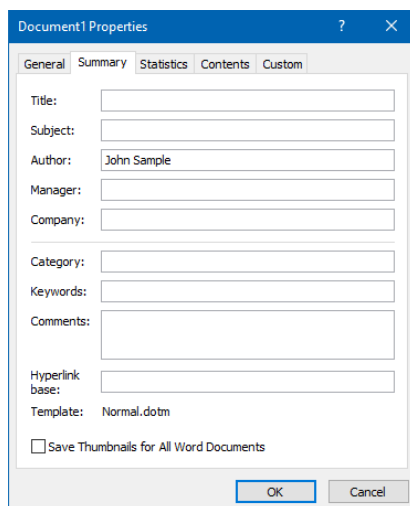 Document1 Properties ?
General Summary Statistics Contents Custom
Title:
Subject:
Author: John Sample
Manager:
Company:
Category:
Keywords:
Comments:
Hyperlink
base:
Template: Normal.dotm
Save Thumbnails for All Word Documents
OK Cancel